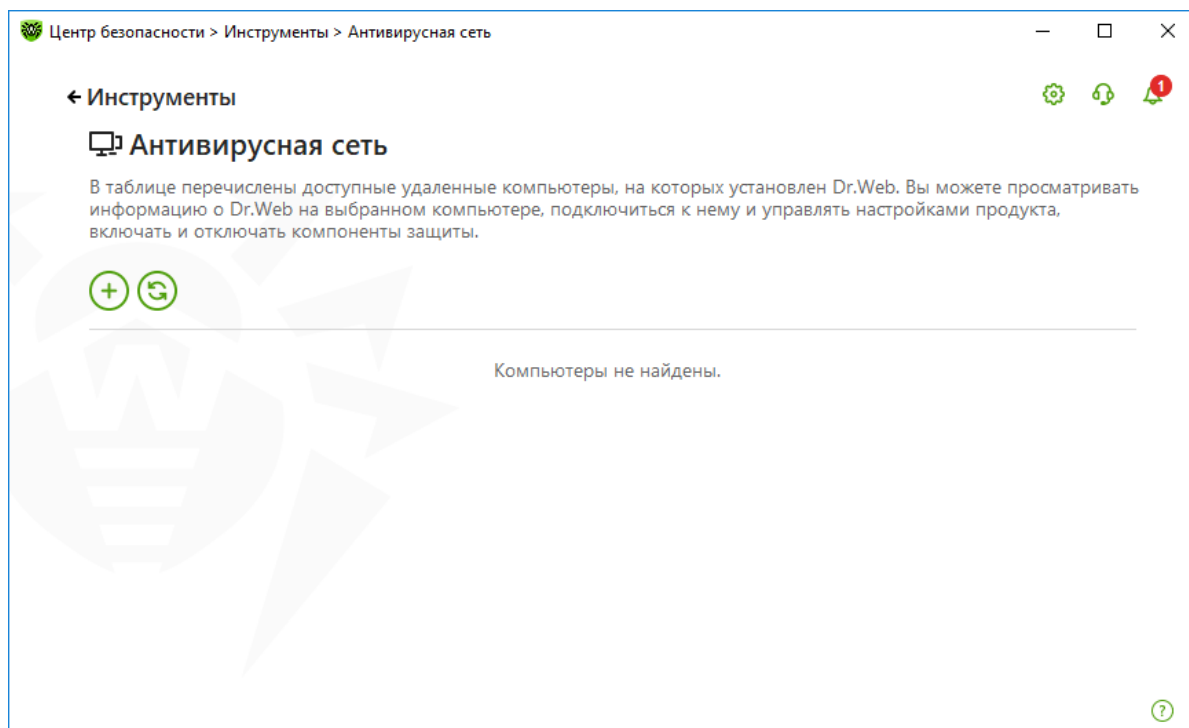 Центр безопасности > Инструменты > Антивирусная сеть
Инструменты
1
Антивирусная сеть
В таблице перечислены доступные удаленные компьютеры, на которых установлен Dr.Web. Вы можете просматривать
информацию о Dr.Web на выбранном компьютере, подключиться к нему и управлять настройками продукта,
включать и отключать компоненты защиты.
Компьютеры не найдены.
?